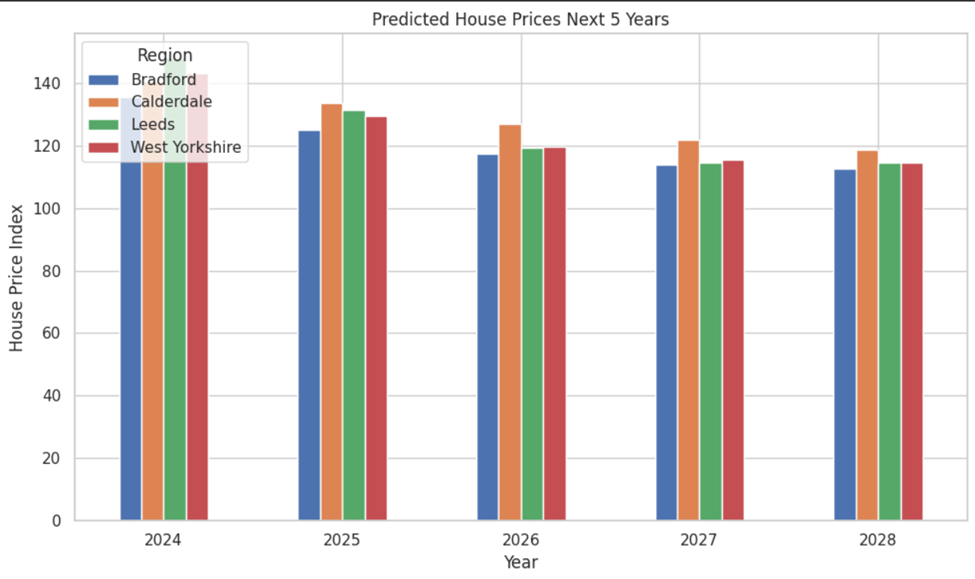 Predicted House Prices Next 5 Years
Region
Bradford
Calderdale
Leeds
West Yorkshire
House Price Index
140
120
100
80
60
40
20
0
2024 2025 2026 2027 2028
Year